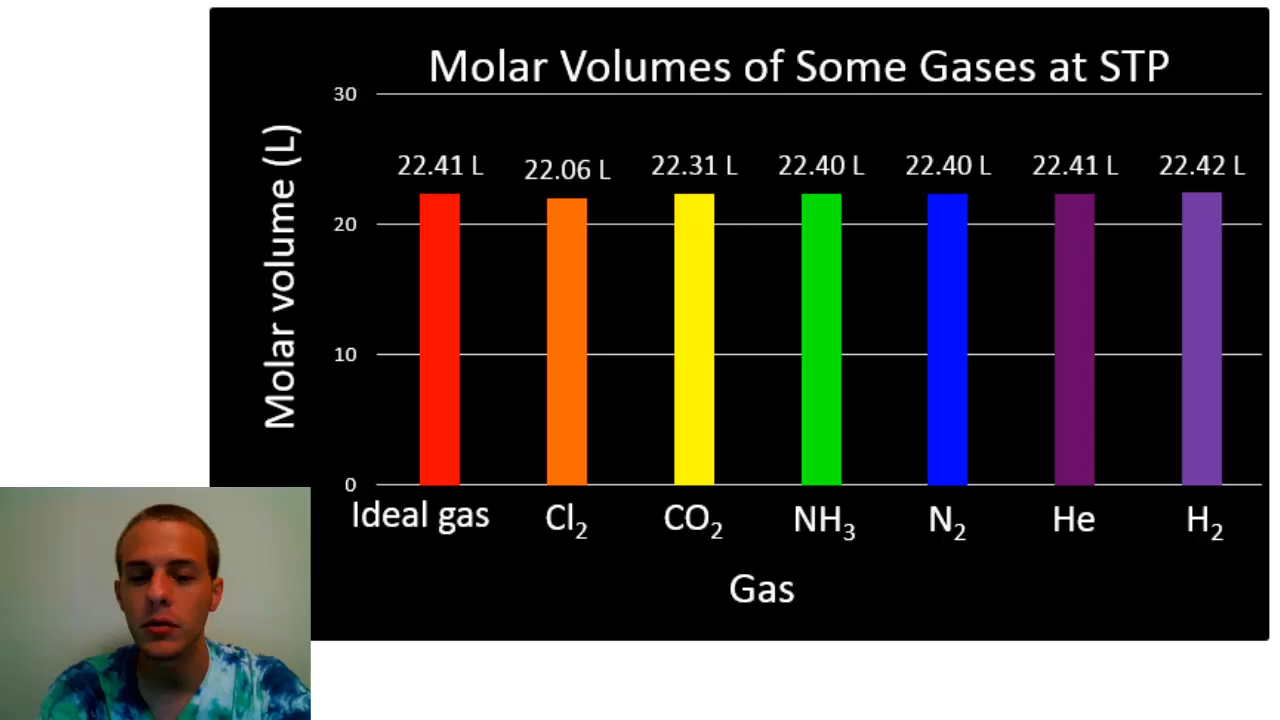 Molar Volumes of Some Gases at STP
Molar volume (L)
30
20
10
0
22.41 L
22.06 L
22.31 L
22.40 L
22.40 L
22.41 L
22.42 L
Ideal gas
Cl₂
CO₂
NH₃
N₂
He
H₂
Gas